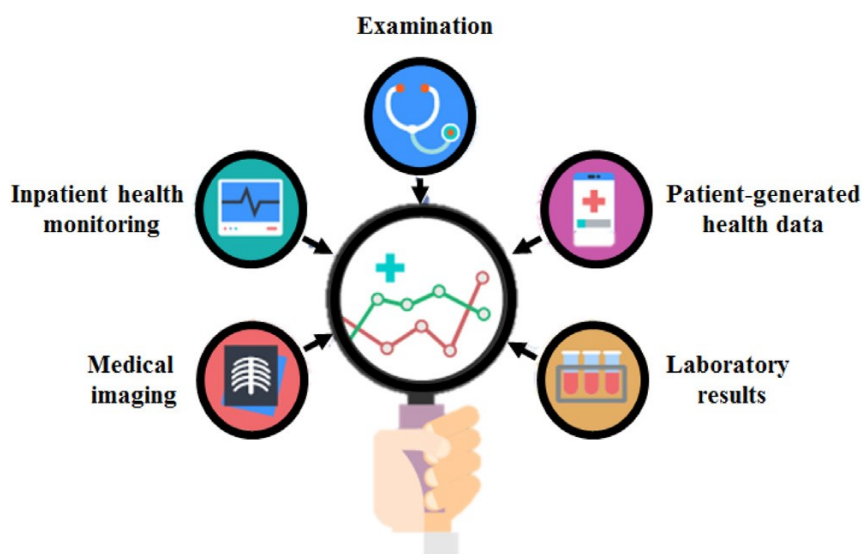 Examination
Inpatient health
monitoring
Patient-generated
health data
Medical
imaging
Laboratory
results